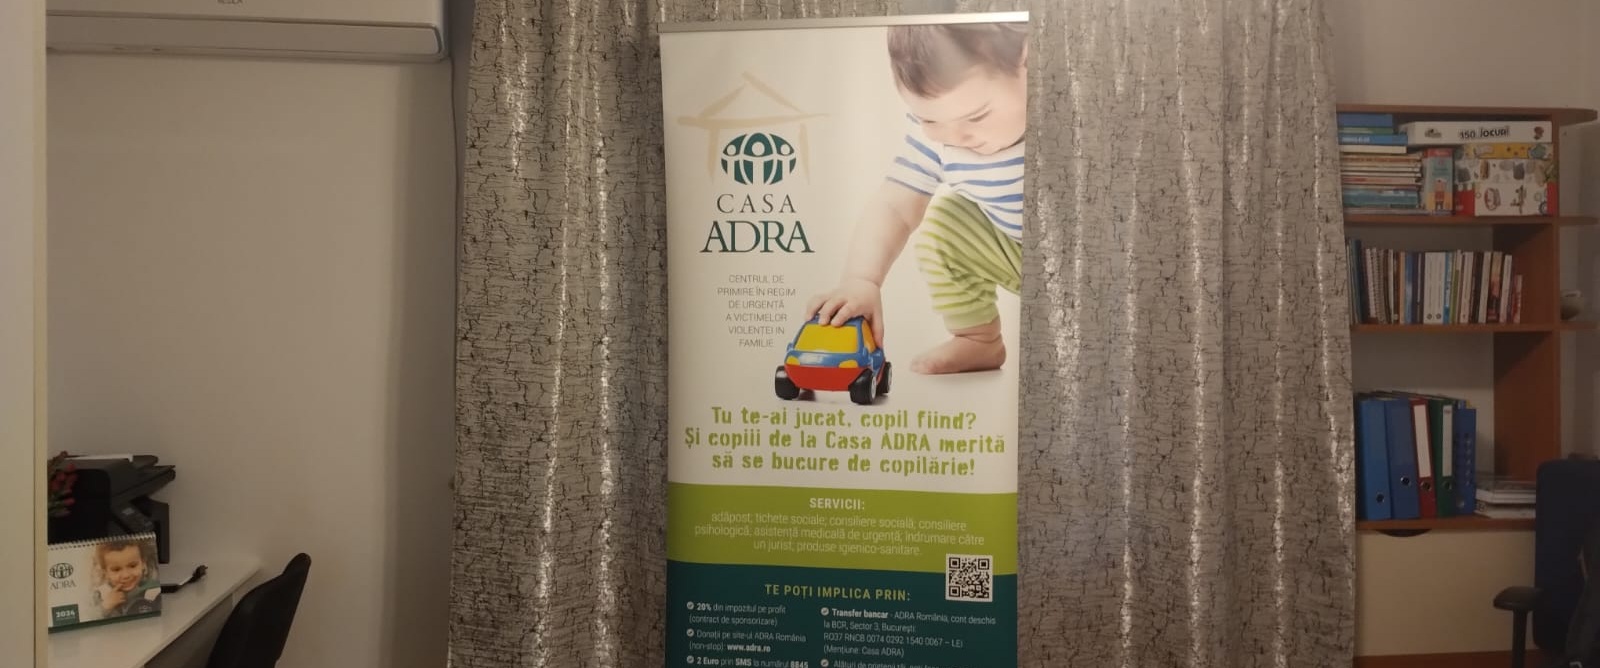 CASA
ADRA
CENTRUL DE
PRIMIRE ÎN REGIM
DE URGENȚĂ
A VICTIMELOR
VIOLENȚEI IN
FAMILIE
Tu te-ai jucat, copil fiind?
Și copiii de la Casa ADRA merită
să se bucure de copilărie!
SERVICII:
adăpost; tichete sociale; consiliere socială; consiliere
psihologică; asistență medicală de urgență; îndrumare către
un jurist; produse igienico-sanitare.
TE POȚI IMPLICA PRIN:
20% din impozitul pe profit
(contract de sponsorizare)
Donații pe site-ul ADRA România
(non-stop): www.adra.ro
2 Euro prin SMS la numărul 8845
Transfer bancar - ADRA România, cont deschis
la BCR, Sector 3, București:
RO37 RNCB 0074 0292 1540 0067 – LEI
(Mențiune: Casa ADRA)
ADRA
2024
150 JOCURI